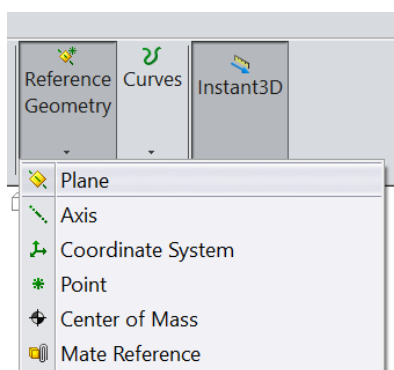 Reference
Geometry
Curves
Instant3D
Plane
Axis
Coordinate System
Point
Center of Mass
Mate Reference